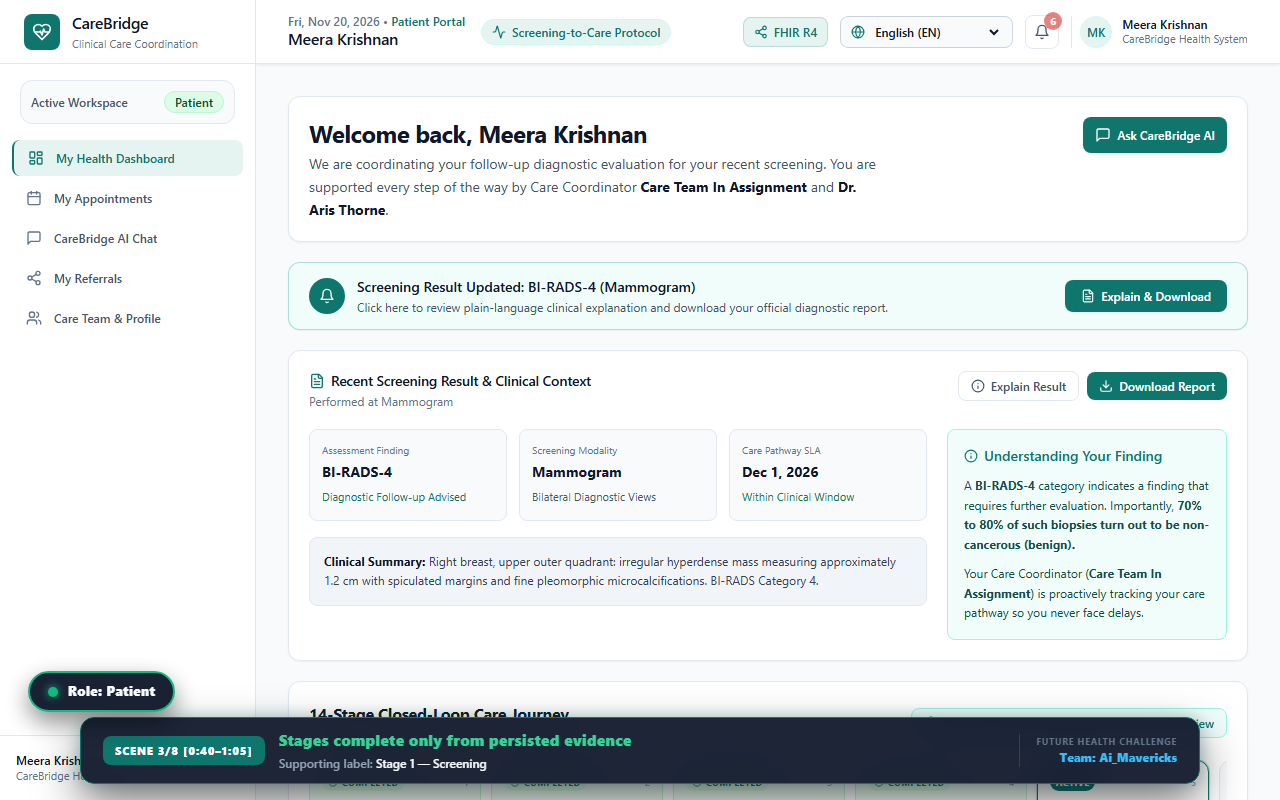 CareBridge
Clinical Care Coordination
Fri, Nov 20, 2026 • Patient Portal
Meera Krishnan
Screening-to-Care Protocol
FHIR R4
English (EN)
6
MK
Meera Krishnan
CareBridge Health System
Active Workspace
Patient
My Health Dashboard
My Appointments
CareBridge AI Chat
My Referrals
Care Team & Profile
Welcome back, Meera Krishnan
We are coordinating your follow-up diagnostic evaluation for your recent screening. You are
supported every step of the way by Care Coordinator Care Team In Assignment and Dr.
Aris Thorne.
Ask CareBridge AI
Screening Result Updated: BI-RADS-4 (Mammogram)
Click here to review plain-language clinical explanation and download your official diagnostic report.
Explain & Download
Recent Screening Result & Clinical Context
Performed at Mammogram
Explain Result
Download Report
Assessment Finding
BI-RADS-4
Diagnostic Follow-up Advised
Screening Modality
Mammogram
Bilateral Diagnostic Views
Care Pathway SLA
Dec 1, 2026
Within Clinical Window
Clinical Summary: Right breast, upper outer quadrant: irregular hyperdense mass measuring approximately
1.2 cm with spiculated margins and fine pleomorphic microcalcifications. BI-RADS Category 4.
Understanding Your Finding
A BI-RADS-4 category indicates a finding that
requires further evaluation. Importantly, 70%
to 80% of such biopsies turn out to be non-
cancerous (benign).
Your Care Coordinator (Care Team In
Assignment) is proactively tracking your care
pathway so you never face delays.
14-Stage Closed-Loop Care Journey
Role: Patient
Meera Krish
CareBridge H
SCENE 3/8 [0:40–1:05]
Stages complete only from persisted evidence
Supporting label: Stage 1 — Screening
FUTURE HEALTH CHALLENGE
Team: Ai_Mavericks